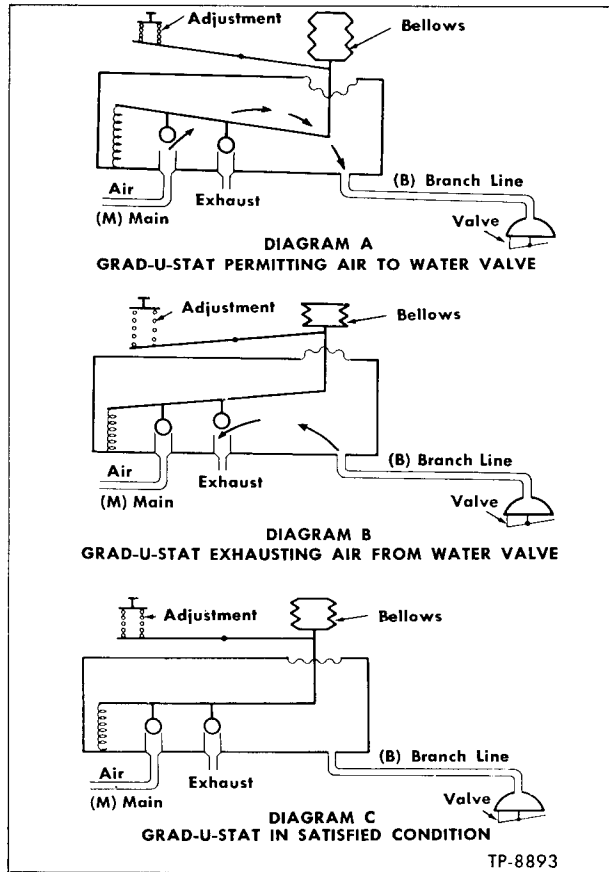 Adjustment
Bellows
Air
(M) Main
Exhaust
(B) Branch Line
Valve
DIAGRAM A
GRAD-U-STAT PERMITTING AIR TO WATER VALVE
Adjustment
Bellows
Air
(M) Main
Exhaust
(B) Branch Line
Valve
DIAGRAM B
GRAD-U-STAT EXHAUSTING AIR FROM WATER VALVE
Adjustment
Bellows
Air
(M) Main
Exhaust
(B) Branch Line
Valve
DIAGRAM C
GRAD-U-STAT IN SATISFIED CONDITION
TP-8893